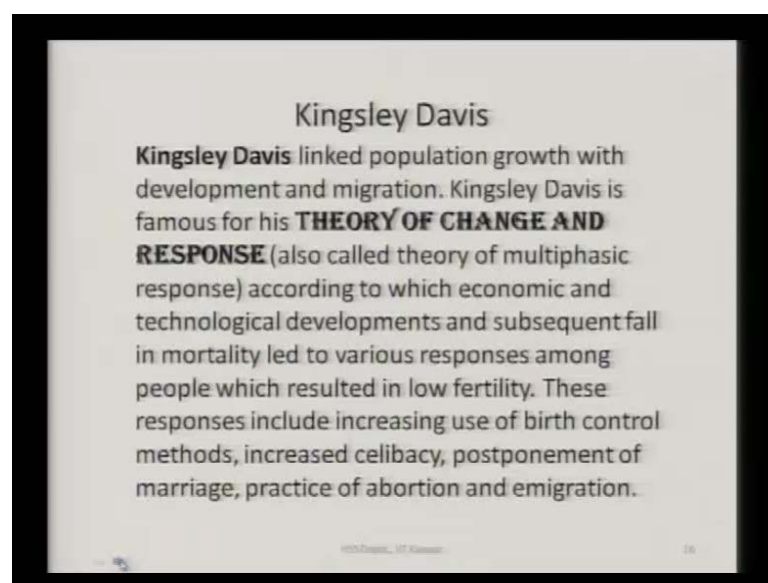 Kingsley Davis
Kingsley Davis linked population growth with
development and migration. Kingsley Davis is
famous for his THEORY OF CHANGE AND
RESPONSE (also called theory of multiphasic
response) according to which economic and
technological developments and subsequent fall
in mortality led to various responses among
people which resulted in low fertility. These
responses include increasing use of birth control
methods, increased celibacy, postponement of
marriage, practice of abortion and emigration.